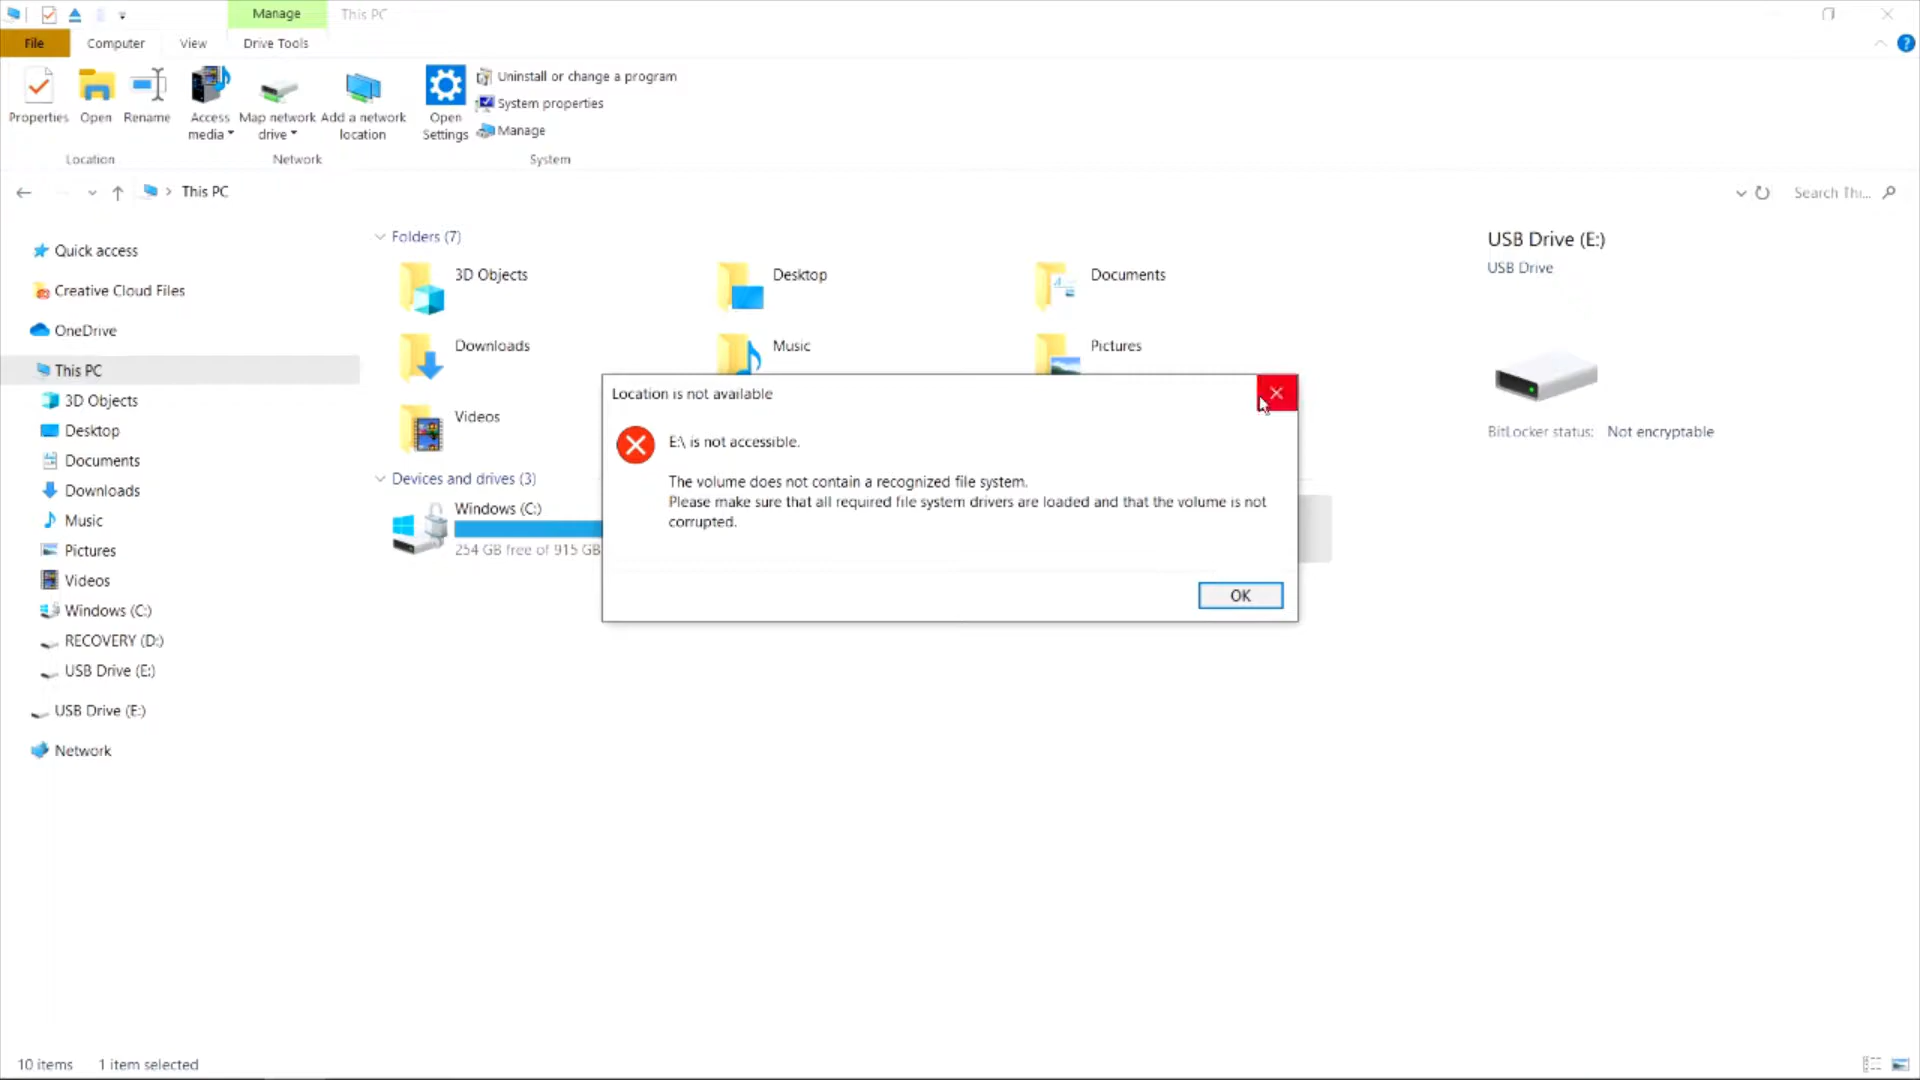 Manage
This PC
File
Computer
View
Drive Tools
Properties
Open
Rename
Access
media
Map network
drive
Add a network
location
Open
Settings
Uninstall or change a program
System properties
Manage
Location
Network
System
This PC
Search Thi...
Quick access
Creative Cloud Files
OneDrive
This PC
3D Objects
Desktop
Documents
Downloads
Music
Pictures
Videos
Windows (C:)
RECOVERY (D:)
USB Drive (E:)
USB Drive (E:)
Network
Folders (7)
3D Objects
Desktop
Documents
Downloads
Music
Pictures
Videos
Devices and drives (3)
Windows (C:)
254 GB free of 915 GB
Location is not available
E:\ is not accessible.
The volume does not contain a recognized file system.
Please make sure that all required file system drivers are loaded and that the volume is not
corrupted.
OK
USB Drive (E:)
USB Drive
BitLocker status: Not encryptable
10 items
1 item selected